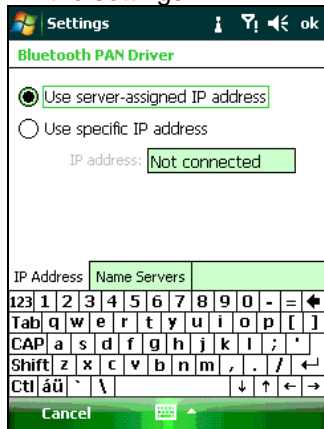 Settings ok
Bluetooth PAN Driver
Use server-assigned IP address
Use specific IP address
IP address: Not connected
IP Address Name Servers
123 1 2 3 4 5 6 7 8 9 0 - = ←
Tab q w e r t y u i o p [ ]
CAP a s d f g h j k l ; '
Shift z x c v b n m , . / ↵
Ctl áü ` \ ↓ ↑ ← →
Cancel